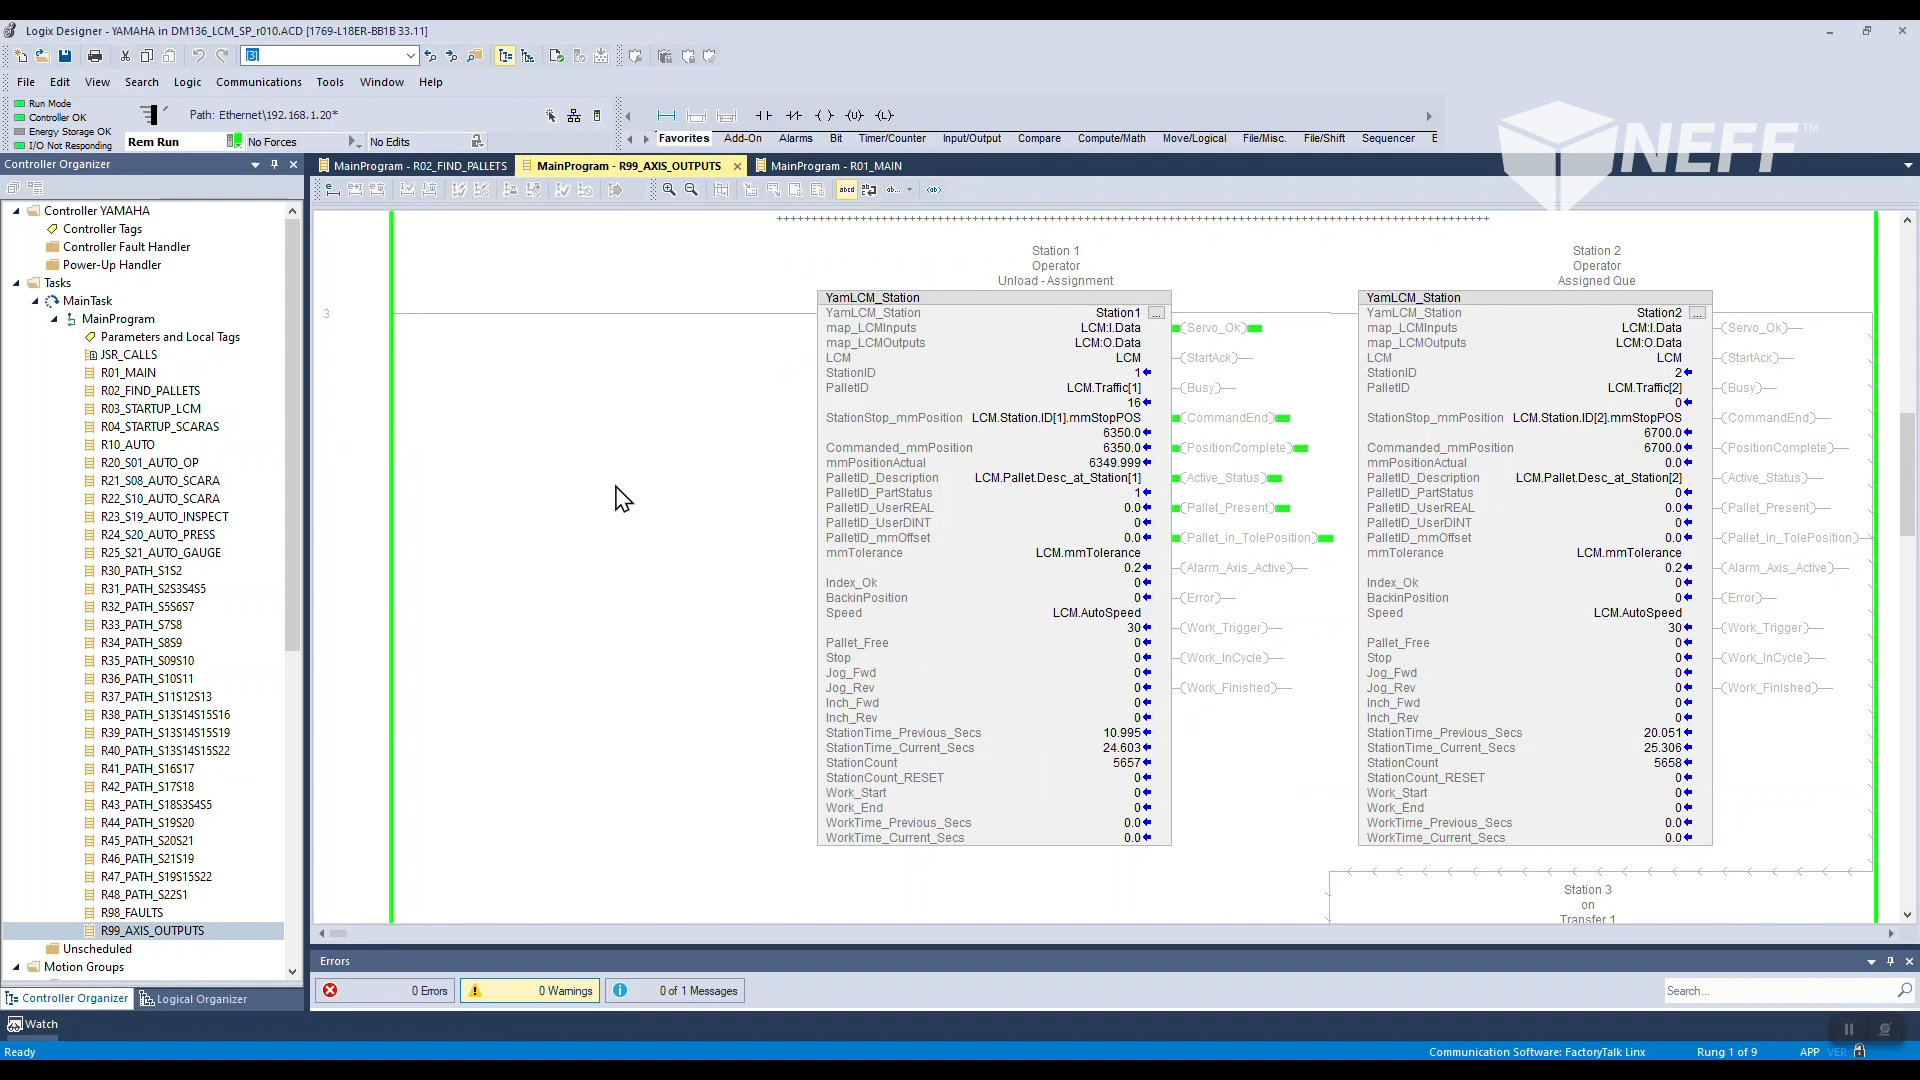 Logix Designer - YAMAHA in DM136_LCM_SP_r010.ACD [1769-L18ER-BB1B 33.11]
[3]
File Edit View Search Logic Communications Tools Window Help
Run Mode
Controller OK
Energy Storage OK
I/O Not Responding
Path: Ethernet\192.168.1.20*
Rem Run
No Forces
No Edits
Favorites Add-On Alarms Bit Timer/Counter Input/Output Compare Compute/Math Move/Logical File/Misc. File/Shift Sequencer E
NEFF™
Controller Organizer
Controller YAMAHA
Controller Tags
Controller Fault Handler
Power-Up Handler
Tasks
MainTask
MainProgram
Parameters and Local Tags
JSR_CALLS
R01_MAIN
R02_FIND_PALLETS
R03_STARTUP_LCM
R04_STARTUP_SCARAS
R10_AUTO
R20_S01_AUTO_OP
R21_S08_AUTO_SCARA
R22_S10_AUTO_SCARA
R23_S19_AUTO_INSPECT
R24_S20_AUTO_PRESS
R25_S21_AUTO_GAUGE
R30_PATH_S1S2
R31_PATH_S2S3S4S5
R32_PATH_S5S6S7
R33_PATH_S7S8
R34_PATH_S8S9
R35_PATH_S09S10
R36_PATH_S10S11
R37_PATH_S11S12S13
R38_PATH_S13S14S15S16
R39_PATH_S13S14S15S19
R40_PATH_S13S14S15S22
R41_PATH_S16S17
R42_PATH_S17S18
R43_PATH_S18S3S4S5
R44_PATH_S19S20
R45_PATH_S20S21
R46_PATH_S21S19
R47_PATH_S19S15S22
R48_PATH_S22S1
R98_FAULTS
R99_AXIS_OUTPUTS
Unscheduled
Motion Groups
Controller Organizer
Logical Organizer
MainProgram - R02_FIND_PALLETS
MainProgram - R99_AXIS_OUTPUTS
MainProgram - R01_MAIN
3
Station 1
Operator
Unload - Assignment
YamLCM_Station
YamLCM_Station Station1 ...
map_LCMInputs LCM:I.Data
map_LCMOutputs LCM:O.Data
LCM LCM
StationID 1
PalletID LCM.Traffic[1]
16
StationStop_mmPosition LCM.Station.ID[1].mmStopPOS
6350.0
Commanded_mmPosition 6350.0
mmPositionActual 6349.999
PalletID_Description LCM.Pallet.Desc_at_Station[1]
PalletID_PartStatus 1
PalletID_UserREAL 0.0
PalletID_UserDINT 0
PalletID_mmOffset 0.0
mmTolerance LCM.mmTolerance
0.2
Index_Ok 0
BackinPosition 0
Speed LCM.AutoSpeed
30
Pallet_Free 0
Stop 0
Jog_Fwd 0
Jog_Rev 0
Inch_Fwd 0
Inch_Rev 0
StationTime_Previous_Secs 10.995
StationTime_Current_Secs 24.603
StationCount 5657
StationCount_RESET 0
Work_Start 0
Work_End 0
WorkTime_Previous_Secs 0.0
WorkTime_Current_Secs 0.0
(Servo_Ok)
(StartAck)
(Busy)
(CommandEnd)
(PositionComplete)
(Active_Status)
(Pallet_Present)
(Pallet_in_TolePosition)
(Alarm_Axis_Active)
(Error)
(Work_Trigger)
(Work_InCycle)
(Work_Finished)
Station 2
Operator
Assigned Que
YamLCM_Station
YamLCM_Station Station2 ...
map_LCMInputs LCM:I.Data
map_LCMOutputs LCM:O.Data
LCM LCM
StationID 2
PalletID LCM.Traffic[2]
0
StationStop_mmPosition LCM.Station.ID[2].mmStopPOS
6700.0
Commanded_mmPosition 6700.0
mmPositionActual 0.0
PalletID_Description LCM.Pallet.Desc_at_Station[2]
PalletID_PartStatus 0
PalletID_UserREAL 0.0
PalletID_UserDINT 0
PalletID_mmOffset 0.0
mmTolerance LCM.mmTolerance
0.2
Index_Ok 0
BackinPosition 0
Speed LCM.AutoSpeed
30
Pallet_Free 0
Stop 0
Jog_Fwd 0
Jog_Rev 0
Inch_Fwd 0
Inch_Rev 0
StationTime_Previous_Secs 20.051
StationTime_Current_Secs 25.306
StationCount 5658
StationCount_RESET 0
Work_Start 0
Work_End 0
WorkTime_Previous_Secs 0.0
WorkTime_Current_Secs 0.0
(Servo_Ok)
(StartAck)
(Busy)
(CommandEnd)
(PositionComplete)
(Active_Status)
(Pallet_Present)
(Pallet_in_TolePosition)
(Alarm_Axis_Active)
(Error)
(Work_Trigger)
(Work_InCycle)
(Work_Finished)
Station 3
on
Transfer 1
Errors
0 Errors
0 Warnings
0 of 1 Messages
Search...
Watch
Ready
Communication Software: FactoryTalk Linx
Rung 1 of 9
APP VER